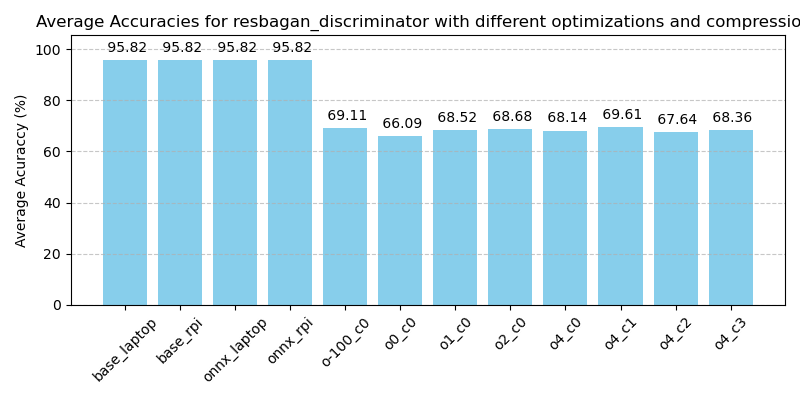 Average Accuracies for resbagan_discriminator with different optimizations and compressio
Average Acuraccy (%)
100
80
60
40
20
0
95.82 95.82 95.82 95.82 69.11 66.09 68.52 68.68 68.14 69.61 67.64 68.36
base_laptop base_rpi onnx_laptop onnx_rpi o-100_c0 o0_c0 o1_c0 o2_c0 o4_c0 o4_c1 o4_c2 o4_c3